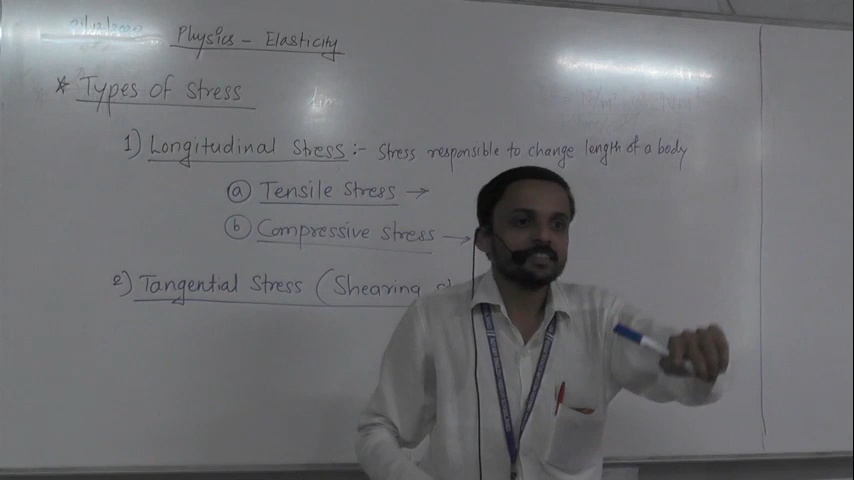 Physics - Elasticity
* Types of stress
1) Longitudinal stress :- stress responsible to change length of a body
a Tensile stress →
b Compressive stress →
2) Tangential stress (Shearing